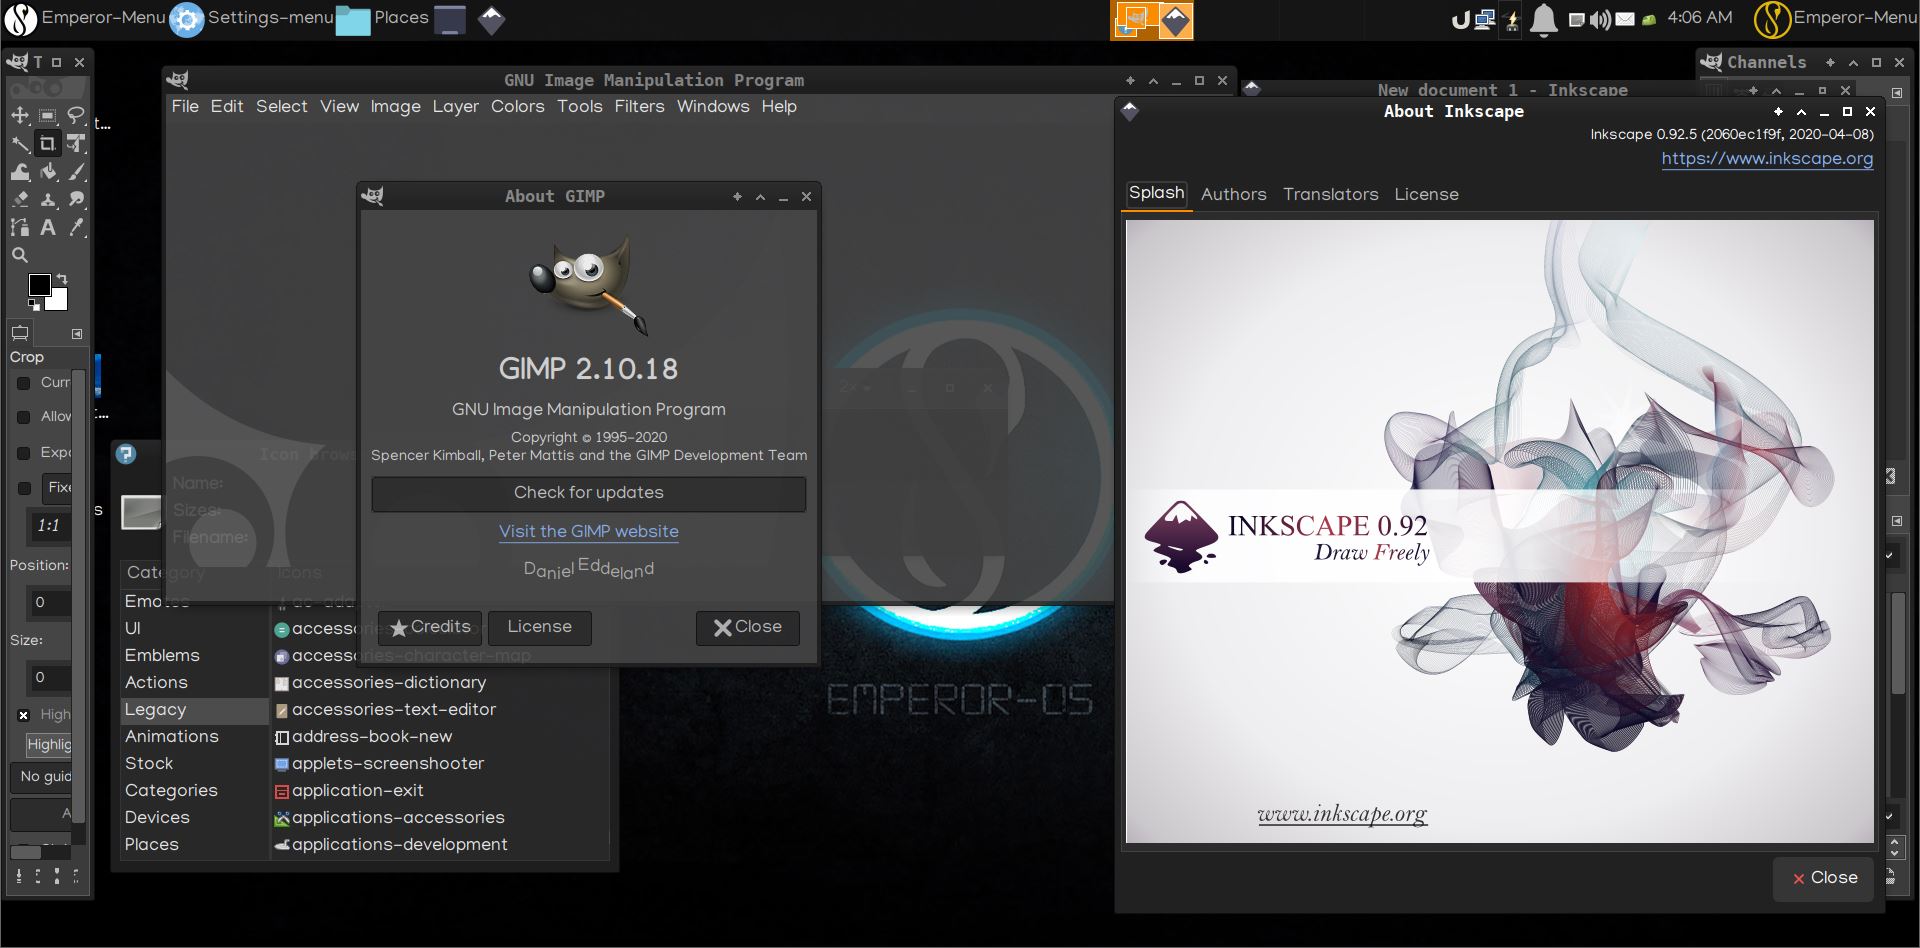 Emperor-Menu Settings-menu Places 4:06 AM Emperor-Menu
T
t...
Crop
Curr
Allow
Expa
Fixe
1:1
Position:
0
Size:
0
High
Highlig
No guid
A
t...
s
GNU Image Manipulation Program
File Edit Select View Image Layer Colors Tools Filters Windows Help
About GIMP
GIMP 2.10.18
GNU Image Manipulation Program
Copyright © 1995-2020
Spencer Kimball, Peter Mattis and the GIMP Development Team
Check for updates
Visit the GIMP website
Daniel Eddeland
Credits License Close
2×
Icon Brows
Name:
Sizes:
Filename:
Category Icons
Emotes
UI
Emblems
Actions
Legacy
Animations
Stock
Categories
Devices
Places
ac-ada
accessories-calculator
accessories-character-map
accessories-dictionary
accessories-text-editor
address-book-new
applets-screenshooter
application-exit
applications-accessories
applications-development
EMPEROR-OS
Channels
New document 1 - Inkscape
About Inkscape
Inkscape 0.92.5 (2060ec1f9f, 2020-04-08)
https://www.inkscape.org
Splash Authors Translators License
INKSCAPE 0.92
Draw Freely
www.inkscape.org
Close